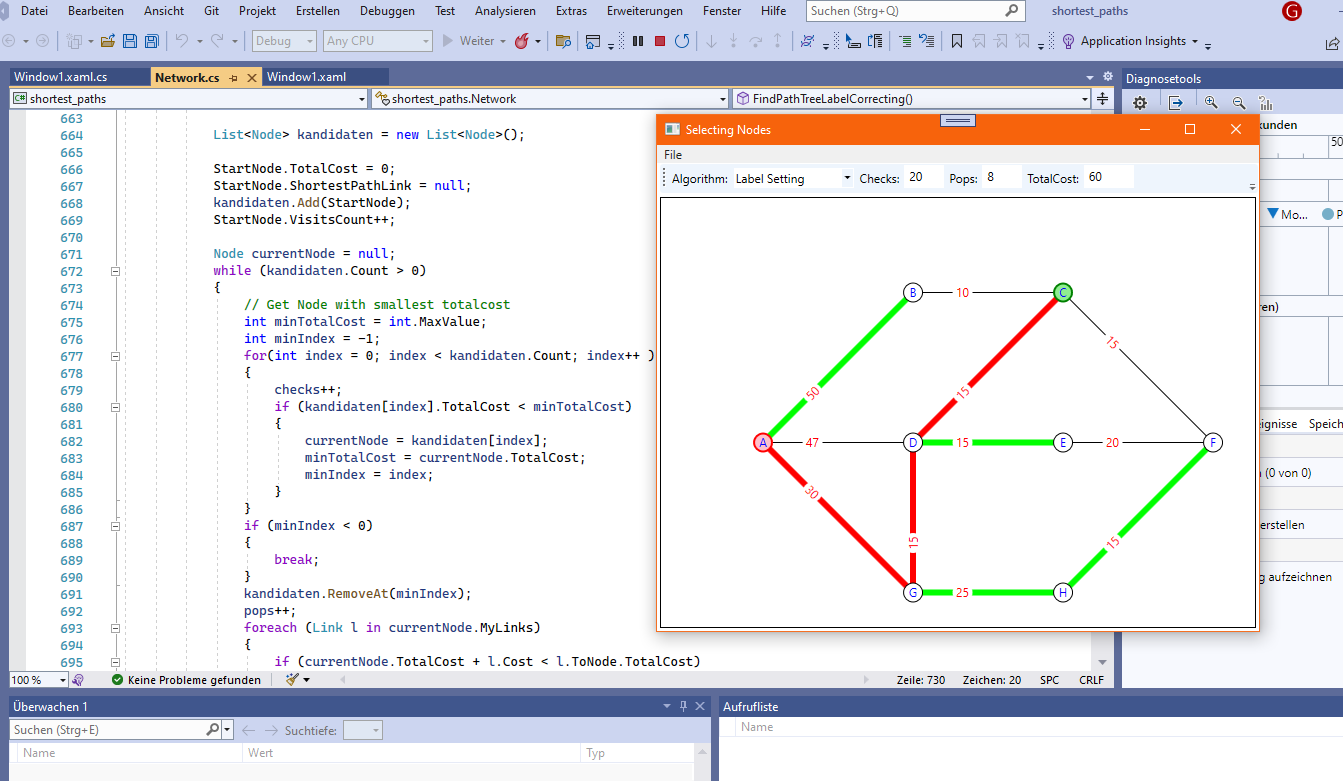 Datei Bearbeiten Ansicht Git Projekt Erstellen Debuggen Test Analysieren Extras Erweiterungen Fenster Hilfe Suchen (Strg+Q) shortest_paths G
Debug Any CPU Weiter Application Insights
Window1.xaml.cs Network.cs Window1.xaml
shortest_paths shortest_paths.Network FindPathTreeLabelCorrecting()
663
664 List<Node> kandidaten = new List<Node>();
665
666 StartNode.TotalCost = 0;
667 StartNode.ShortestPathLink = null;
668 kandidaten.Add(StartNode);
669 StartNode.VisitsCount++;
670
671 Node currentNode = null;
672 while (kandidaten.Count > 0)
673 {
674 // Get Node with smallest totalcost
675 int minTotalCost = int.MaxValue;
676 int minIndex = -1;
677 for(int index = 0; index < kandidaten.Count; index++ )
678 {
679 checks++;
680 if (kandidaten[index].TotalCost < minTotalCost)
681 {
682 currentNode = kandidaten[index];
683 minTotalCost = currentNode.TotalCost;
684 minIndex = index;
685 }
686 }
687 if (minIndex < 0)
688 {
689 break;
690 }
691 kandidaten.RemoveAt(minIndex);
692 pops++;
693 foreach (Link l in currentNode.MyLinks)
694 {
695 if (currentNode.TotalCost + l.Cost < l.ToNode.TotalCost)
100 % Keine Probleme gefunden Zeile: 730 Zeichen: 20 SPC CRLF
Selecting Nodes
File
Algorithm: Label Setting Checks: 20 Pops: 8 TotalCost: 60
B 10 C
15
50 15
A 47 D 15 E 20 F
30
15 15
G 25 H
Diagnosetools
kunden
50
Mo... P
ren)
ignisse Speich
(0 von 0)
erstellen
g aufzeichnen
Überwachen 1
Suchen (Strg+E) Suchtiefe:
Name Wert Typ
Aufrufliste
Name